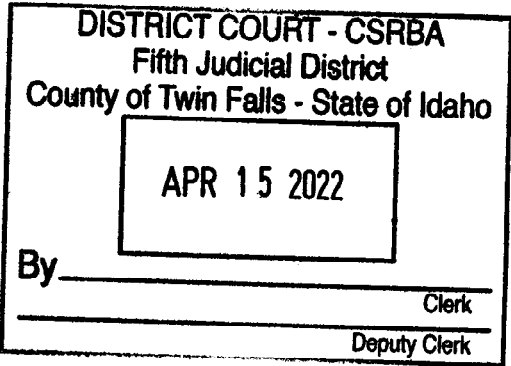 DISTRICT COURT - CSRBA
Fifth Judicial District
County of Twin Falls - State of Idaho
APR 15 2022
By
Clerk
Deputy Clerk